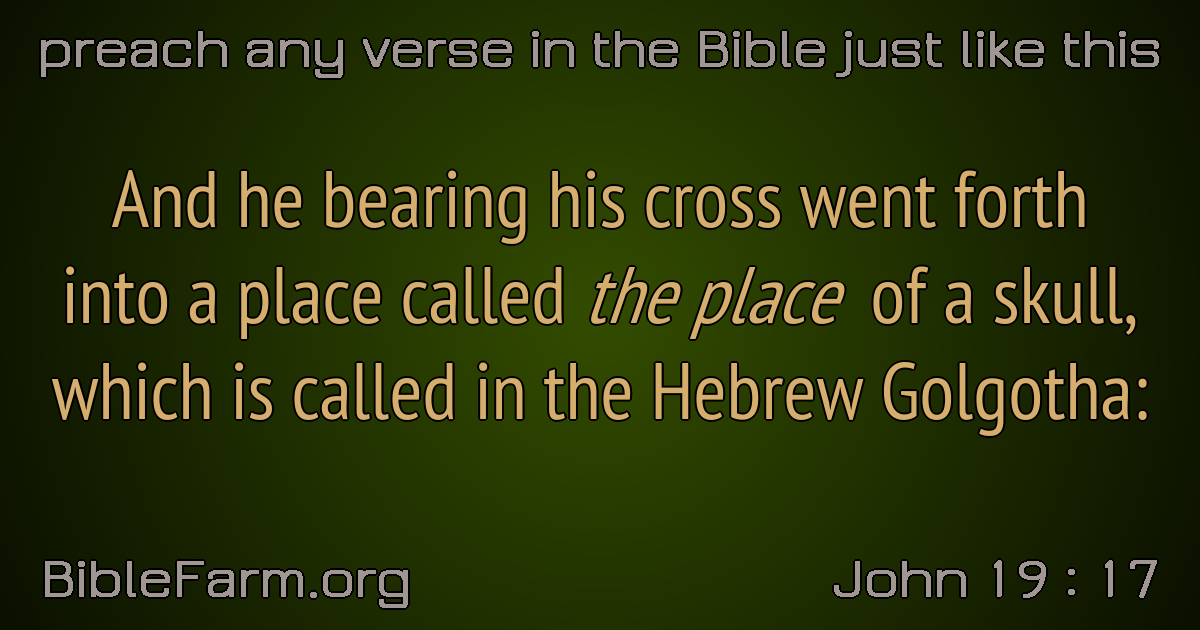 preach any verse in the Bible just like this
And he bearing his cross went forth
into a place called the place of a skull,
which is called in the Hebrew Golgotha:
BibleFarm.org
John 19 : 17